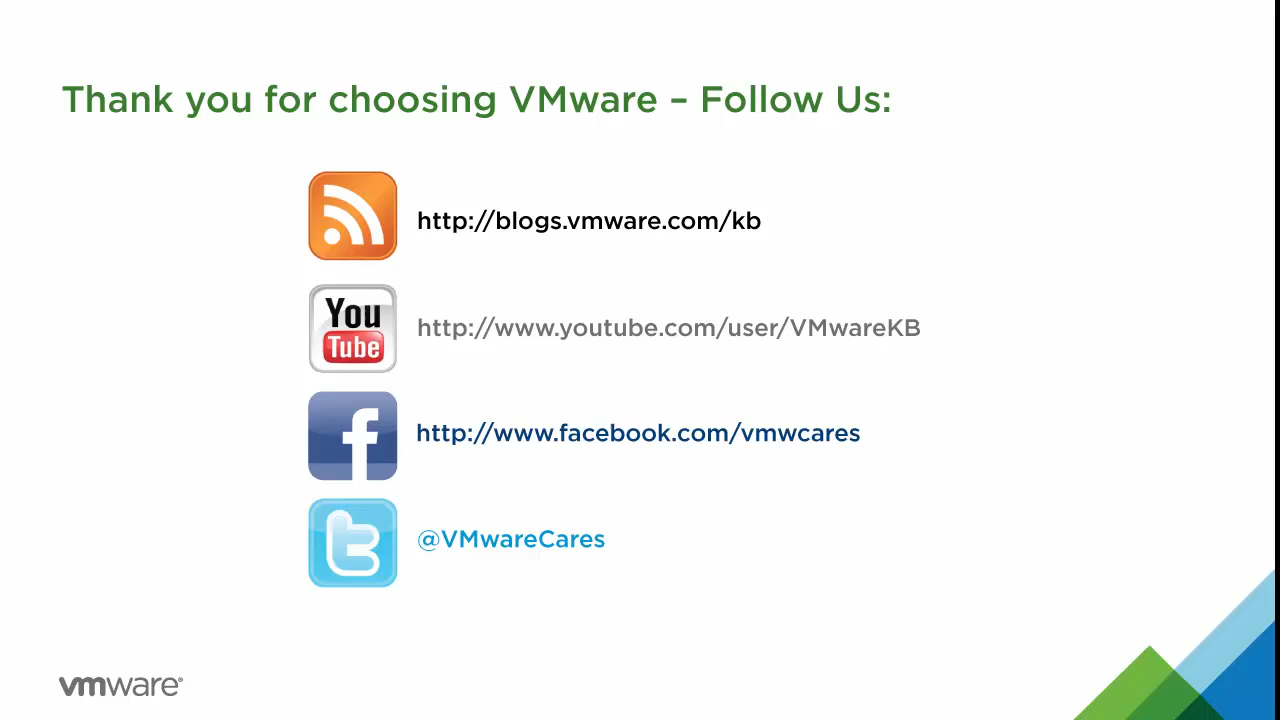 Thank you for choosing VMware – Follow Us:
http://blogs.vmware.com/kb
You
Tube
http://www.youtube.com/user/VMwareKB
f
http://www.facebook.com/vmwcares
t
@VMwareCares
vmware®